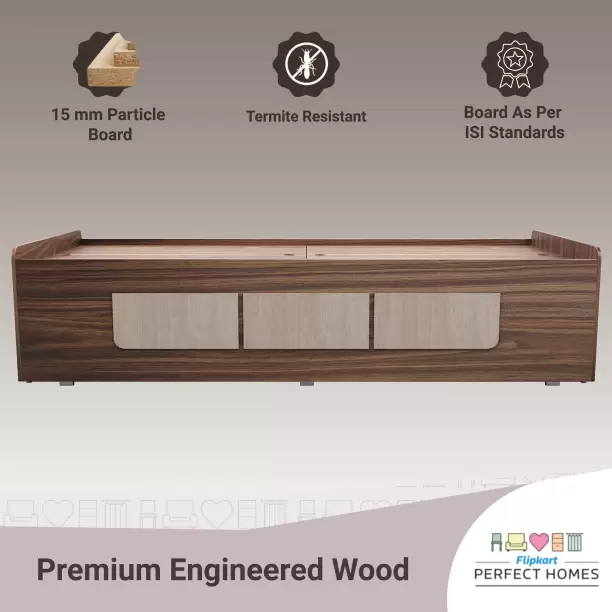 15 mm Particle
Board
Termite Resistant
Board As Per
ISI Standards
Premium Engineered Wood
Flipkart
PERFECT HOMES